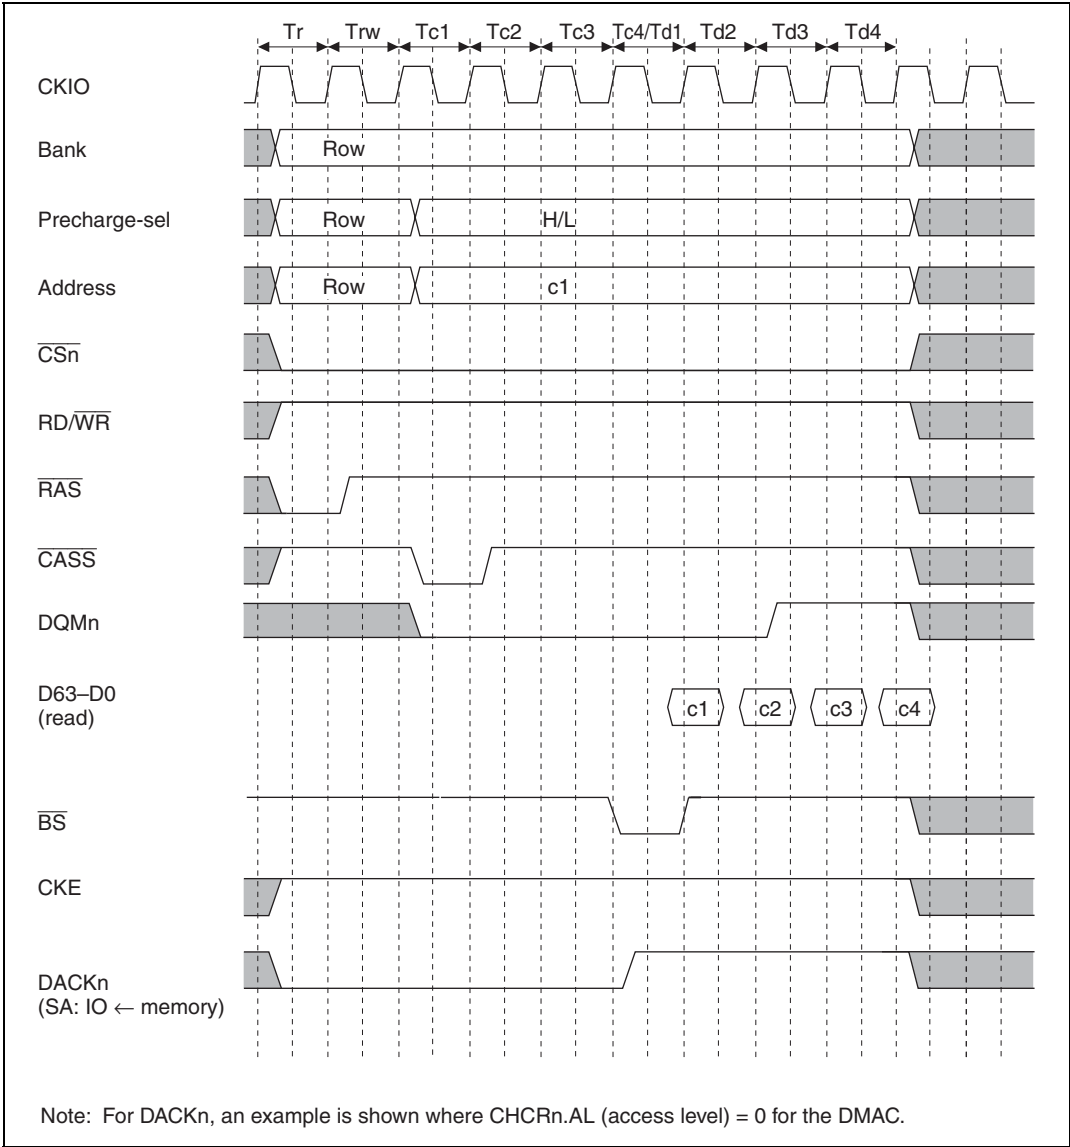 Tr Trw Tc1 Tc2 Tc3 Tc4/Td1 Td2 Td3 Td4
CKIO
Bank Row
Precharge-sel Row H/L
Address Row c1
CSn
RD/WR
RAS
CASS
DQMn
D63–D0
(read) c1 c2 c3 c4
BS
CKE
DACKn
(SA: IO ← memory)
Note: For DACKn, an example is shown where CHCRn.AL (access level) = 0 for the DMAC.